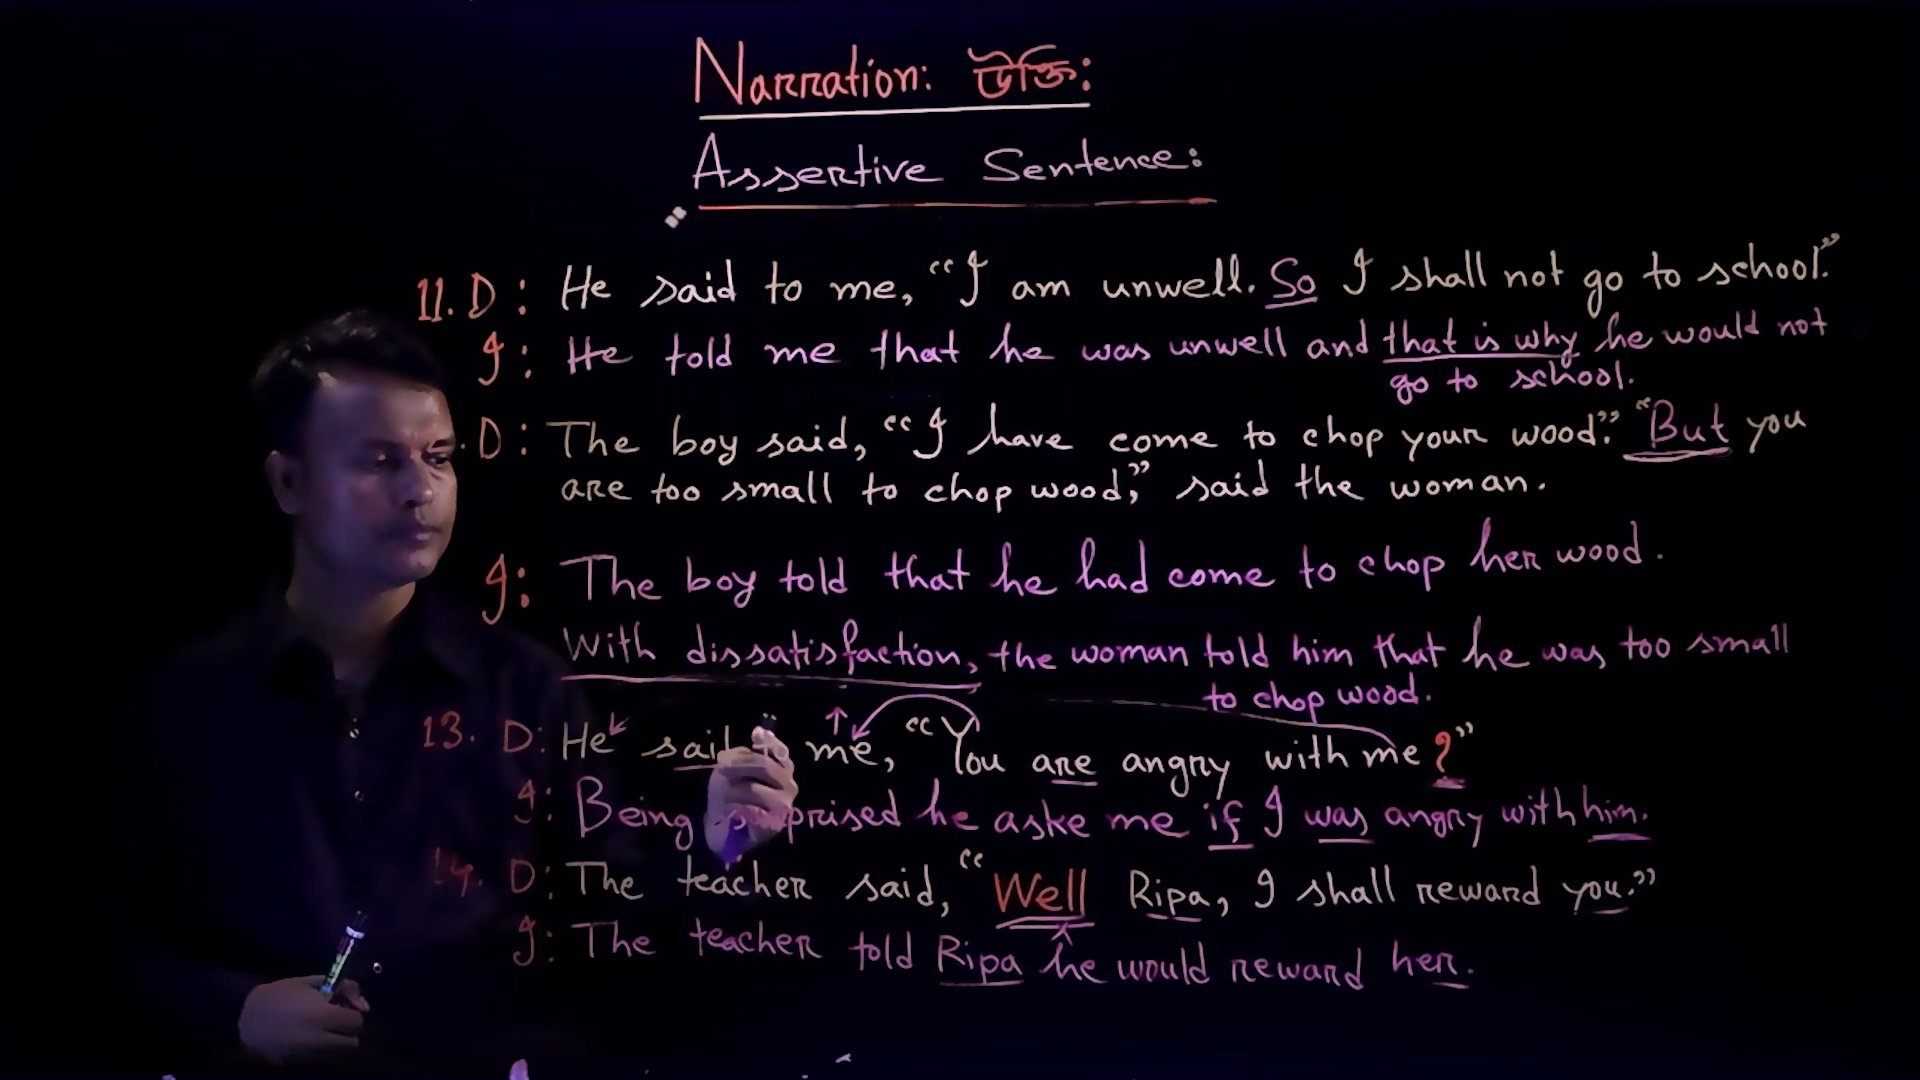 Narration: উক্তি:
Assertive Sentence:
11. D: He said to me, "I am unwell. So I shall not go to school."
I: He told me that he was unwell and that is why he would not
go to school.
. D: The boy said, "I have come to chop your wood." "But you
are too small to chop wood," said the woman.
I: The boy told that he had come to chop her wood.
With dissatisfaction, the woman told him that he was too small
to chop wood.
13. D: He said to me, "You are angry with me?"
I: Being surprised he aske me if I was angry with him.
14. D: The teacher said, "Well Ripa, I shall reward you."
I: The teacher told Ripa he would reward her.